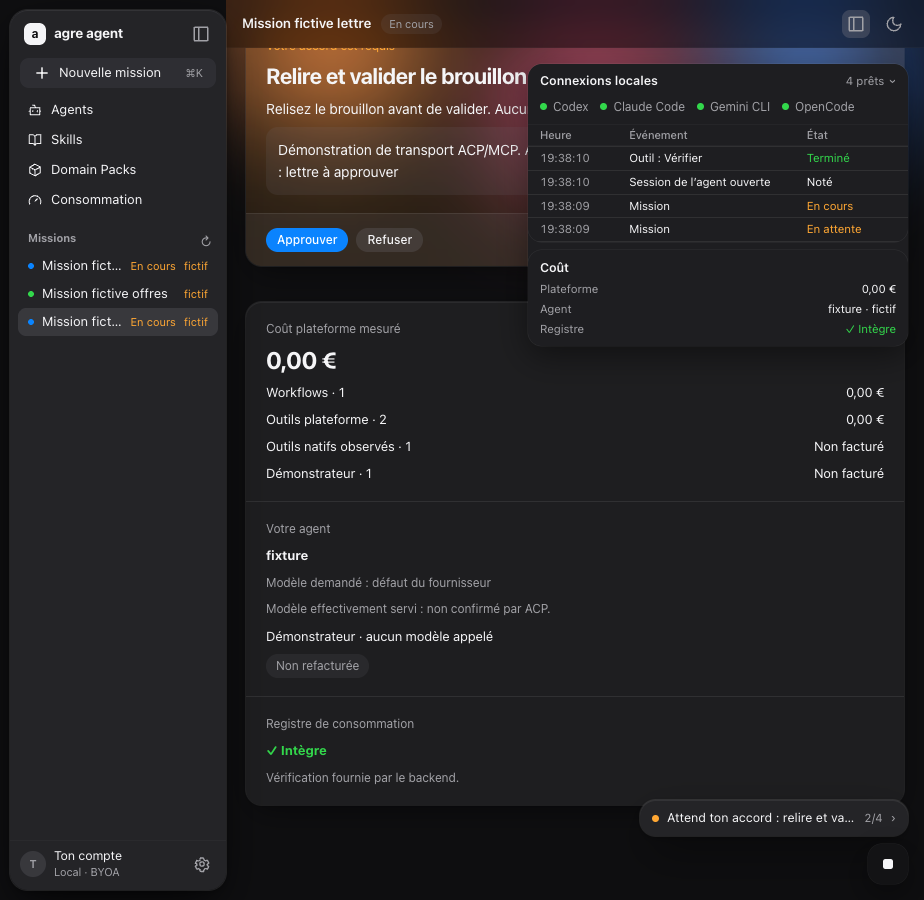 a agre agent
Nouvelle mission ⌘K
Agents
Skills
Domain Packs
Consommation
Missions
Mission fict... En cours fictif
Mission fictive offres fictif
Mission fict... En cours fictif
T Ton compte
Local · BYOA
Mission fictive lettre En cours
Votre accord est requis
Relire et valider le brouillon
Relisez le brouillon avant de valider.
Démonstration de transport ACP/MCP.
: lettre à approuver
Approuver Refuser
Connexions locales 4 prêts
Codex Claude Code Gemini CLI OpenCode
Heure Événement État
19:38:10 Outil : Vérifier Terminé
19:38:10 Session de l'agent ouverte Noté
19:38:09 Mission En cours
19:38:09 Mission En attente
Coût
Plateforme 0,00 €
Agent fixture · fictif
Registre ✓ Intègre
Coût plateforme mesuré
0,00 €
Workflows · 1 0,00 €
Outils plateforme · 2 0,00 €
Outils natifs observés · 1 Non facturé
Démonstrateur · 1 Non facturé
Votre agent
fixture
Modèle demandé : défaut du fournisseur
Modèle effectivement servi : non confirmé par ACP.
Démonstrateur · aucun modèle appelé
Non refacturée
Registre de consommation
✓ Intègre
Vérification fournie par le backend.
Attend ton accord : relire et va... 2/4 ›